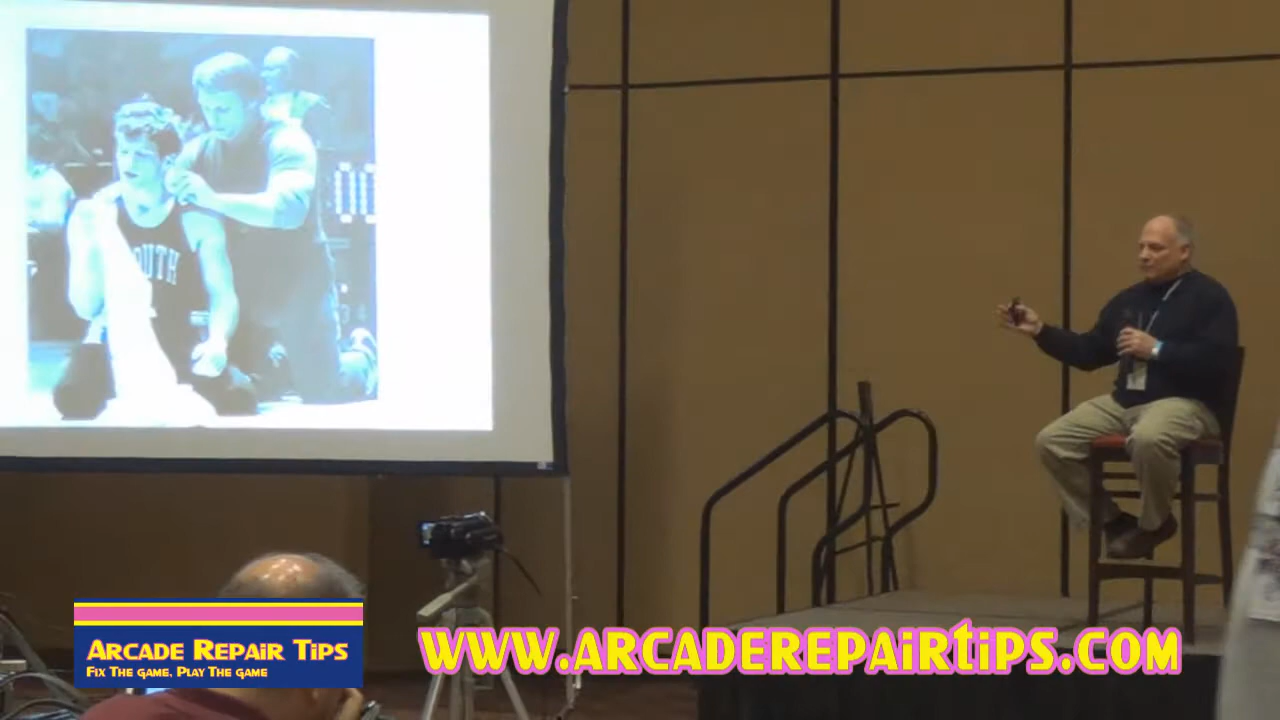 OUTH
ARCADE REPAIR TIPS
FIX THE GAME, PLAY THE GAME
WWW.ARCADEREPAIRTIPS.COM